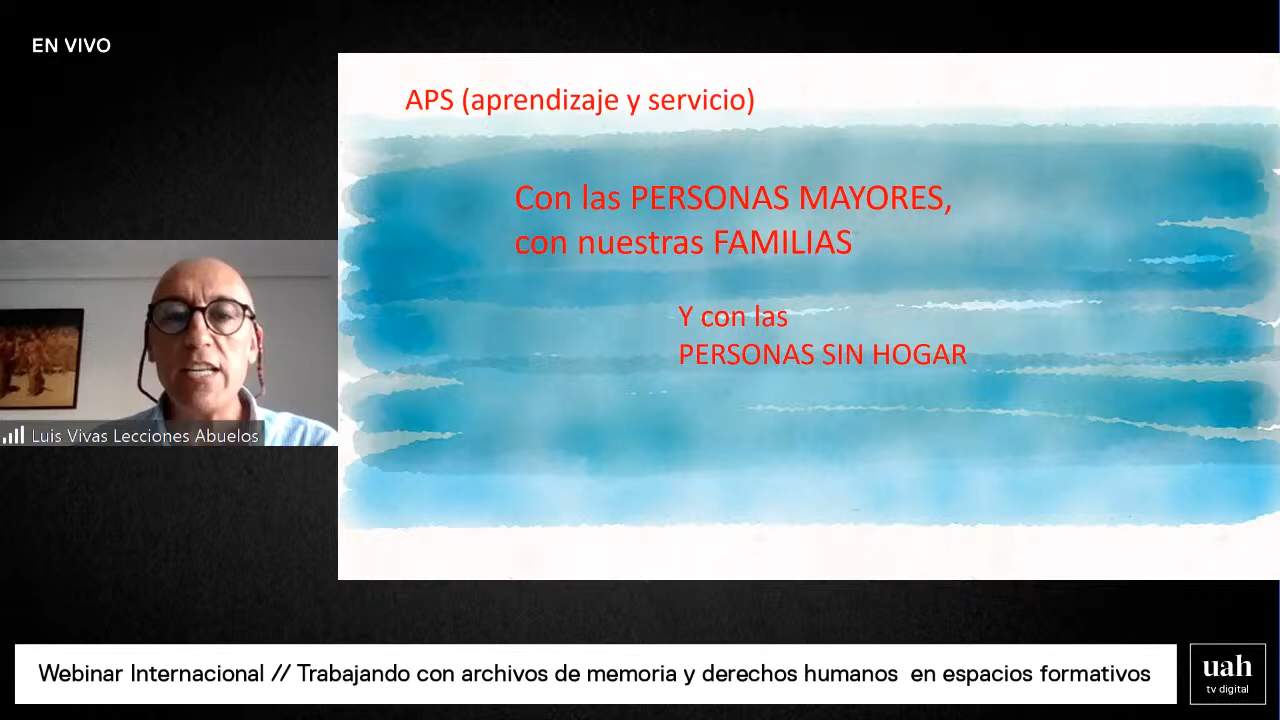 EN VIVO
APS (aprendizaje y servicio)
Con las PERSONAS MAYORES,
con nuestras FAMILIAS
Y con las
PERSONAS SIN HOGAR
Luis Vivas Lecciones Abuelos
Webinar Internacional // Trabajando con archivos de memoria y derechos humanos en espacios formativos
uah
tv digital